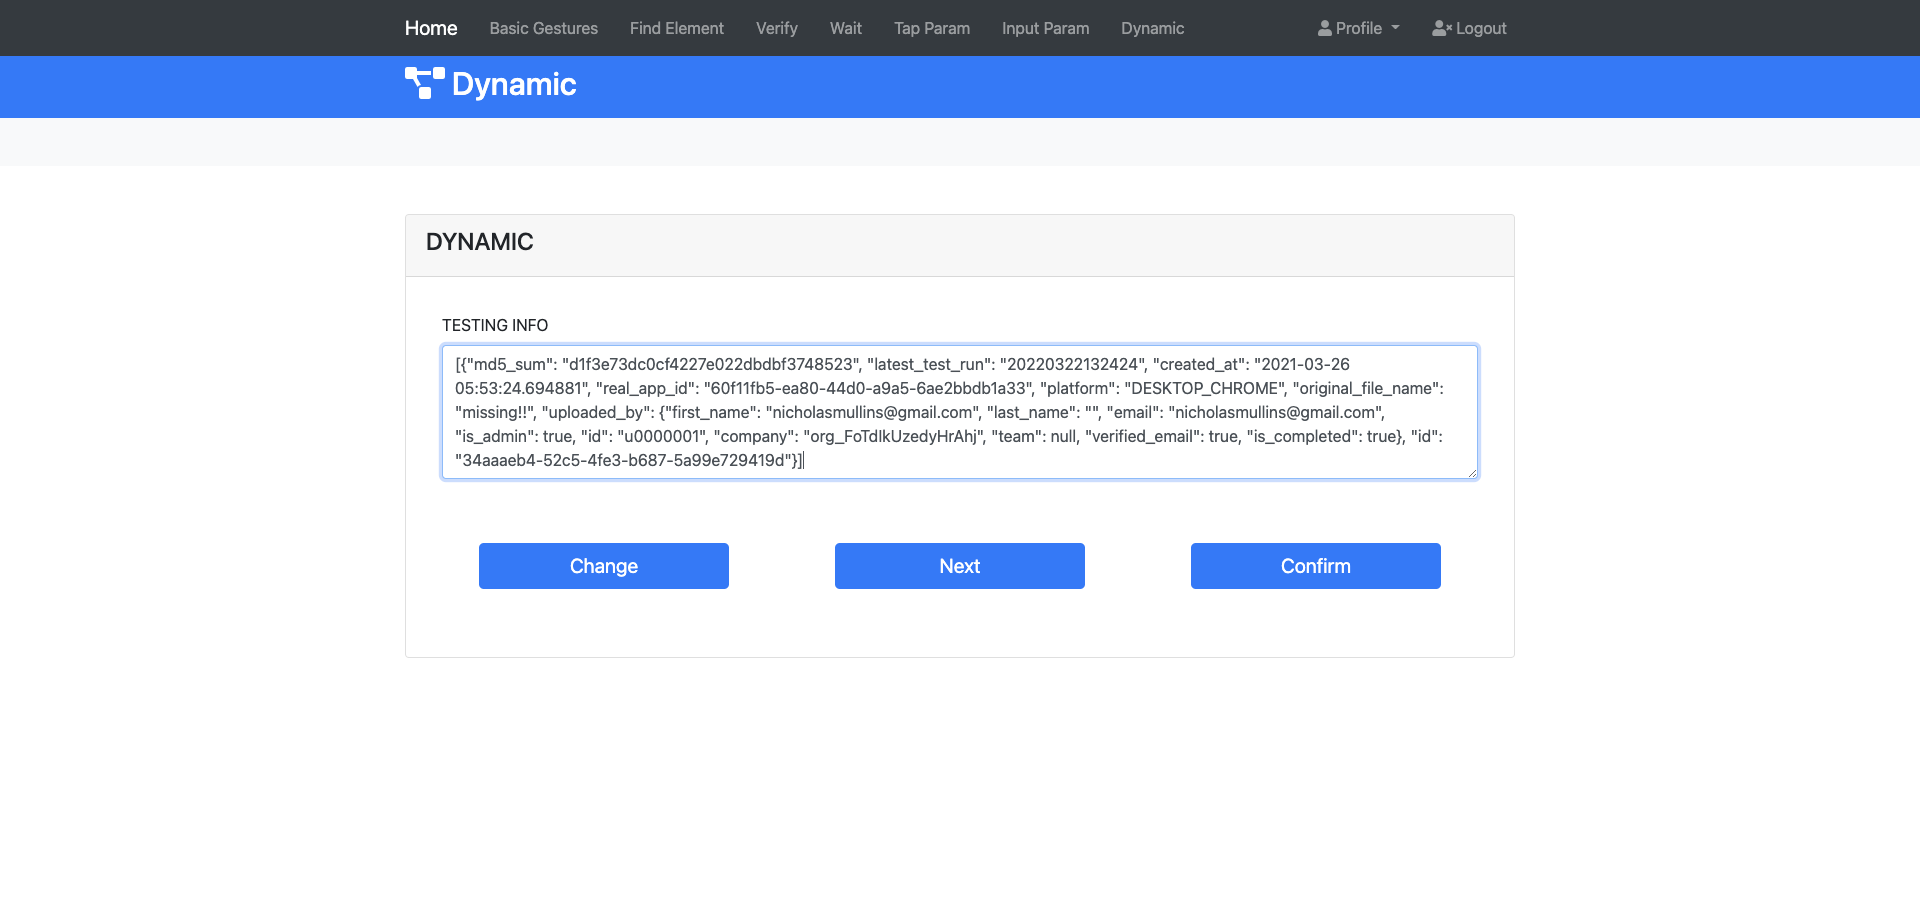 Home Basic Gestures Find Element Verify Wait Tap Param Input Param Dynamic Profile Logout
Dynamic
DYNAMIC
TESTING INFO
[{"md5_sum": "d1f3e73dc0cf4227e022dbdbf3748523", "latest_test_run": "20220322132424", "created_at": "2021-03-26
05:53:24.694881", "real_app_id": "60f11fb5-ea80-44d0-a9a5-6ae2bbdb1a33", "platform": "DESKTOP_CHROME", "original_file_name":
"missing!!", "uploaded_by": {"first_name": "nicholasmullins@gmail.com", "last_name": "", "email": "nicholasmullins@gmail.com",
"is_admin": true, "id": "u0000001", "company": "org_FoTdIkUzedyHrAhj", "team": null, "verified_email": true, "is_completed": true}, "id":
"34aaaeb4-52c5-4fe3-b687-5a99e729419d"}]
Change Next Confirm